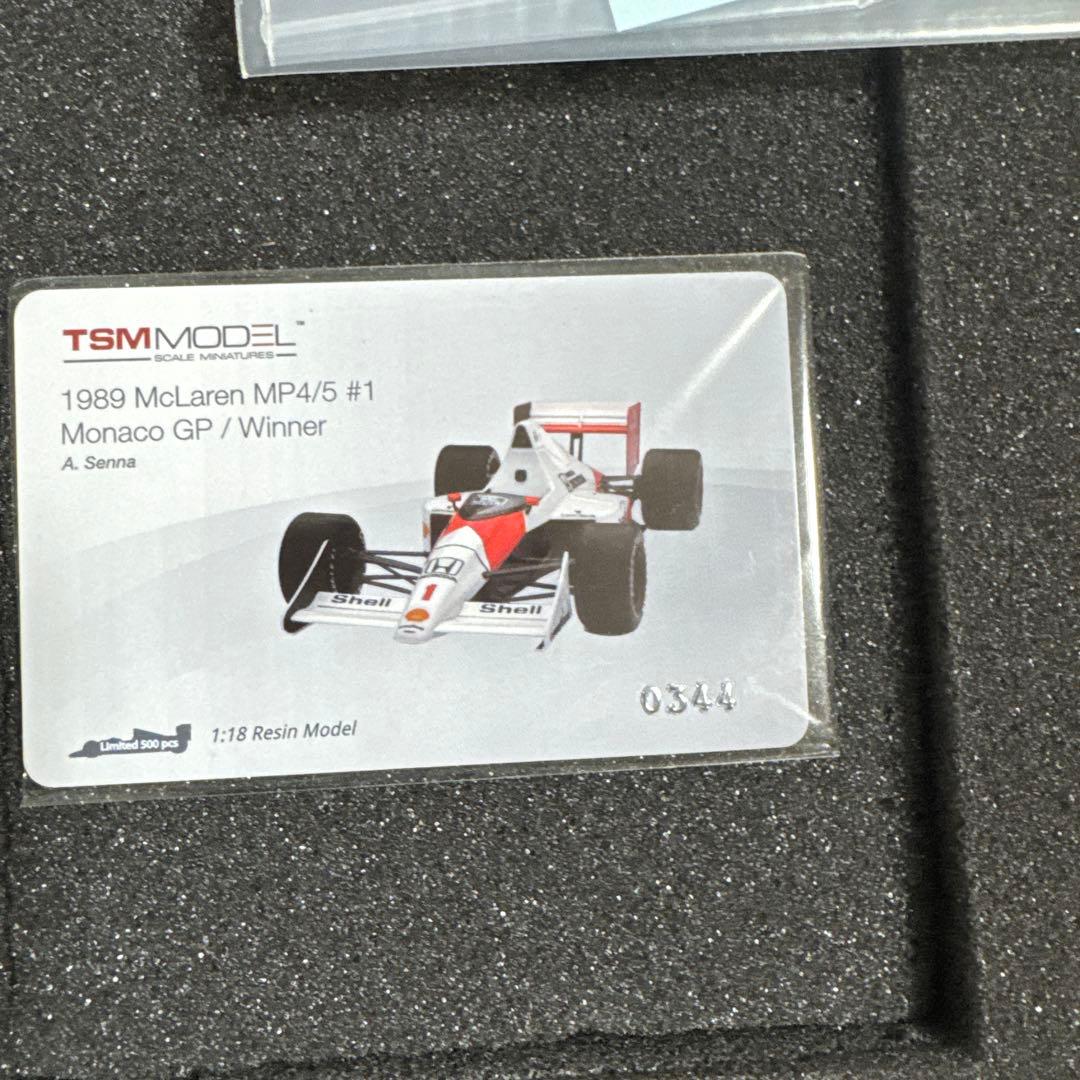 TSMMODEL™
SCALE MINIATURES
1989 McLaren MP4/5 #1
Monaco GP / Winner
A. Senna
1
Shell
Shell
0344
Limited 500 pcs
1:18 Resin Model